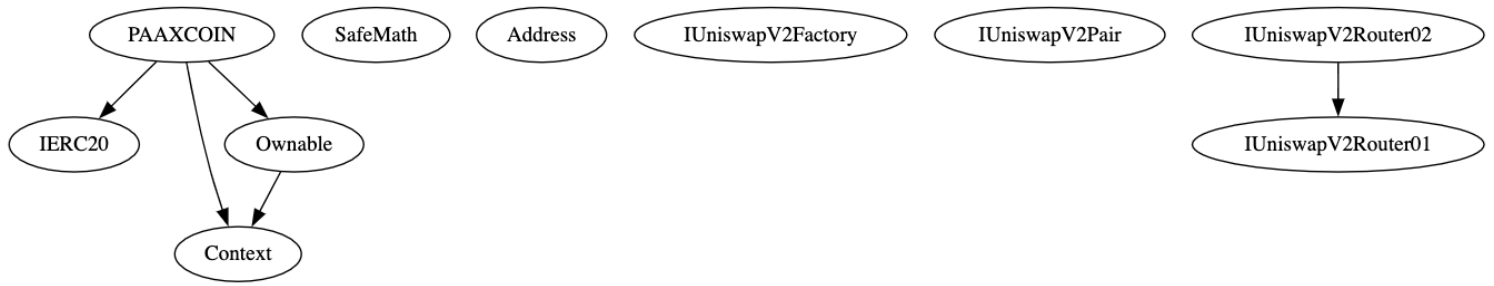 PAAXCOIN
SafeMath
Address
IUniswapV2Factory
IUniswapV2Pair
IUniswapV2Router02
IERC20
Ownable
IUniswapV2Router01
Context